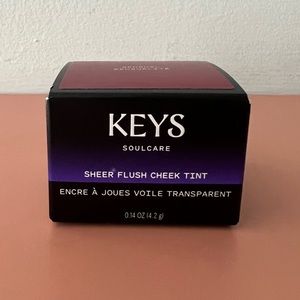 KEYS
SOULCARE
SHEER FLUSH CHEEK TINT
ENCRE À JOUES VOILE TRANSPARENT
0.14 OZ (4.2 g)